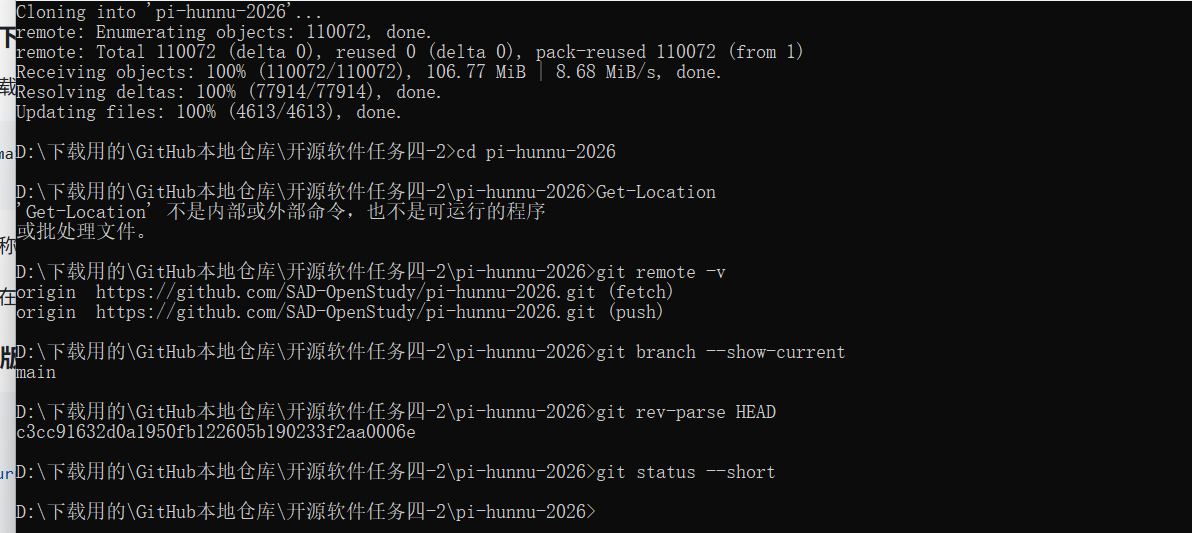 Cloning into 'pi-hunnu-2026'...
remote: Enumerating objects: 110072, done.
remote: Total 110072 (delta 0), reused 0 (delta 0), pack-reused 110072 (from 1)
Receiving objects: 100% (110072/110072), 106.77 MiB | 8.68 MiB/s, done.
Resolving deltas: 100% (77914/77914), done.
Updating files: 100% (4613/4613), done.
D:\下载用的\GitHub本地仓库\开源软件任务四-2>cd pi-hunnu-2026
D:\下载用的\GitHub本地仓库\开源软件任务四-2\pi-hunnu-2026>Get-Location
'Get-Location' 不是内部或外部命令，也不是可运行的程序
或批处理文件。
D:\下载用的\GitHub本地仓库\开源软件任务四-2\pi-hunnu-2026>git remote -v
origin  https://github.com/SAD-OpenStudy/pi-hunnu-2026.git (fetch)
origin  https://github.com/SAD-OpenStudy/pi-hunnu-2026.git (push)
D:\下载用的\GitHub本地仓库\开源软件任务四-2\pi-hunnu-2026>git branch --show-current
main
D:\下载用的\GitHub本地仓库\开源软件任务四-2\pi-hunnu-2026>git rev-parse HEAD
c3cc91632d0a1950fb122605b190233f2aa0006e
D:\下载用的\GitHub本地仓库\开源软件任务四-2\pi-hunnu-2026>git status --short
D:\下载用的\GitHub本地仓库\开源软件任务四-2\pi-hunnu-2026>